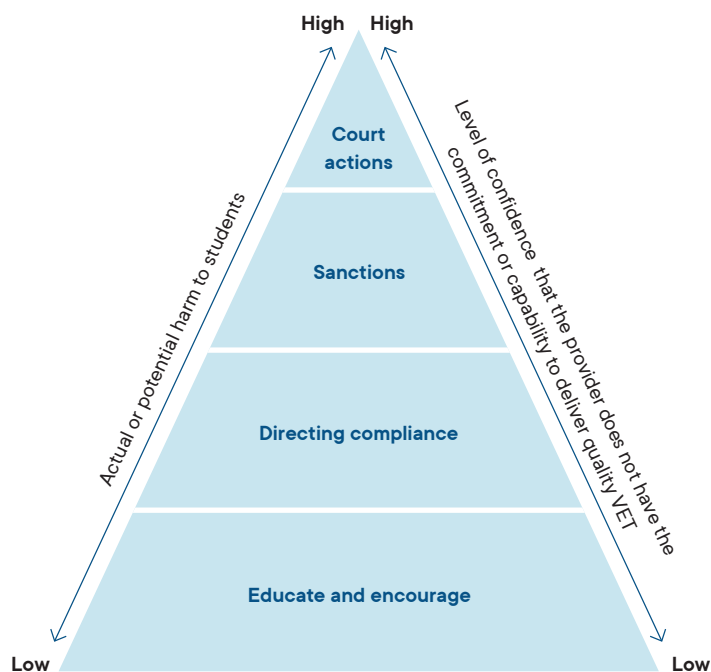 High High
Court
actions
Sanctions
Directing compliance
Educate and encourage
Actual or potential harm to students
Level of confidence that the provider does not have the
commitment or capability to deliver quality VET
Low Low